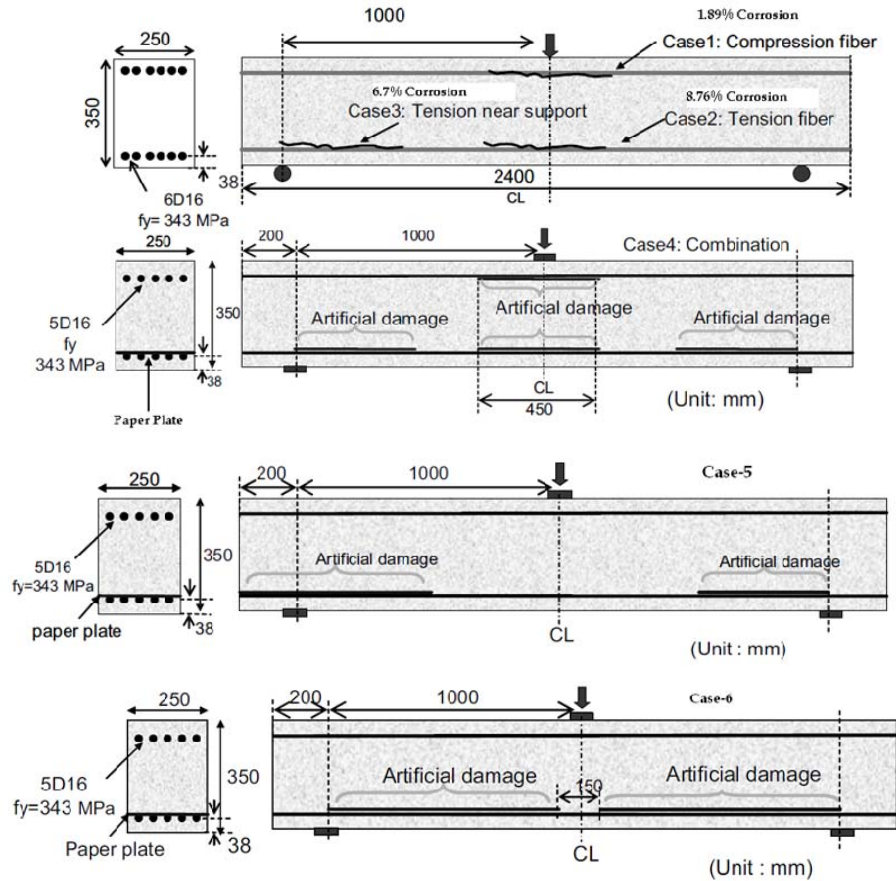 1000
1.89% Corrosion
250
Case1: Compression fiber
6.7% Corrosion
8.76% Corrosion
350
Case3: Tension near support
Case2: Tension fiber
38
2400
CL
6D16
fy= 343 MPa
250
200
1000
Case4: Combination
350
Artificial damage
Artificial damage
Artificial damage
5D16
fy
343 MPa
38
Paper Plate
CL
450
(Unit: mm)
200
1000
Case-5
250
350
Artificial damage
Artificial damage
5D16
fy=343 MPa
paper plate
38
CL
(Unit : mm)
250
200
1000
Case-6
350
Artificial damage
Artificial damage
150
5D16
fy=343 MPa
Paper plate
38
CL
(Unit : mm)